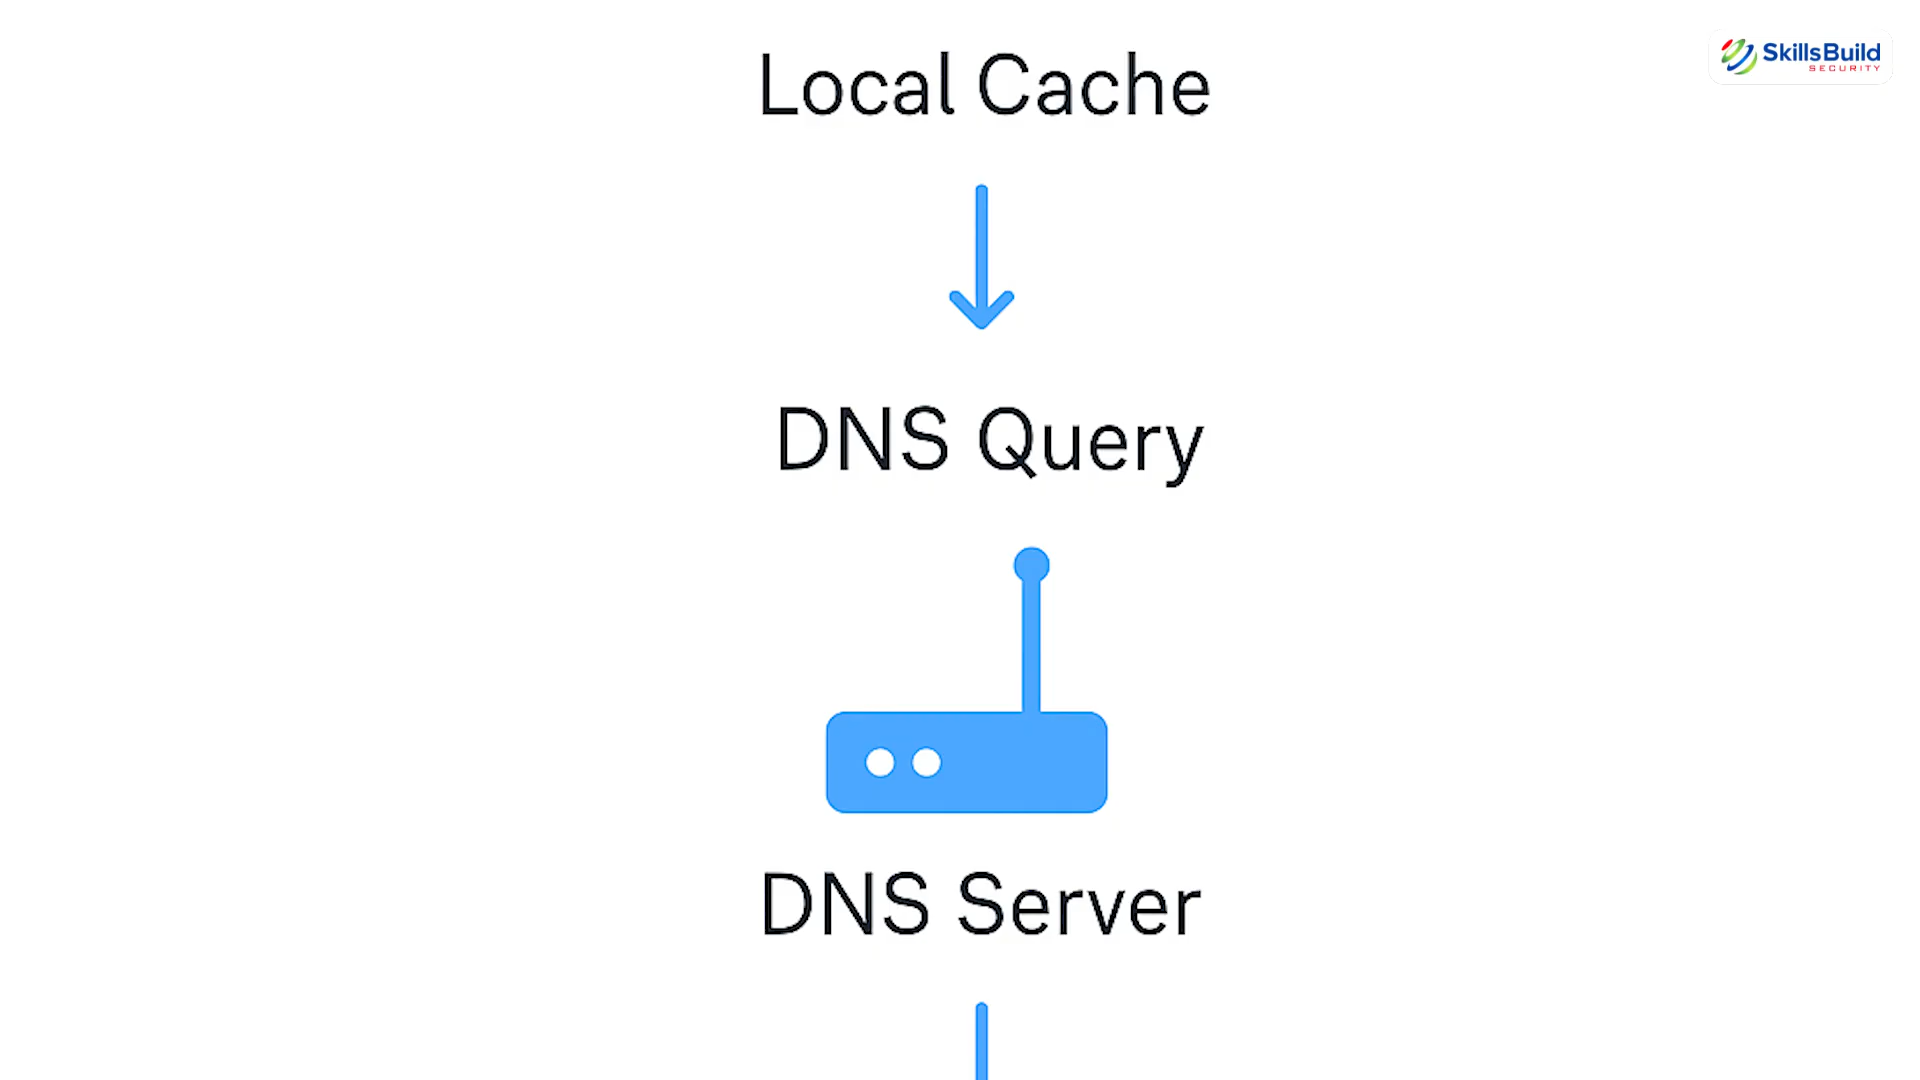 SkillsBuild
SECURITY
Local Cache
DNS Query
DNS Server